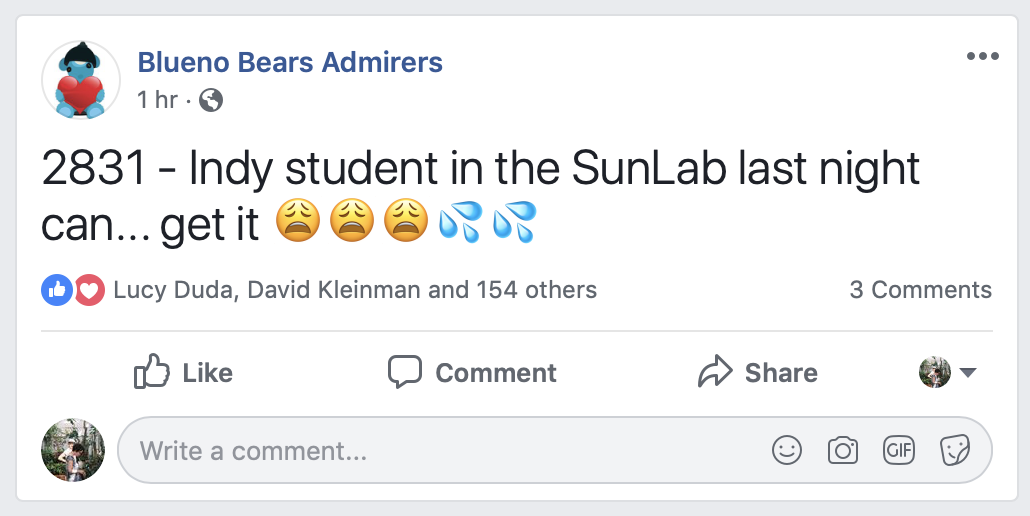 Blueno Bears Admirers
1 hr ·
2831 - Indy student in the SunLab last night
can... get it 😩😩😩💦💦
Lucy Duda, David Kleinman and 154 others 3 Comments
Like Comment Share
Write a comment... GIF